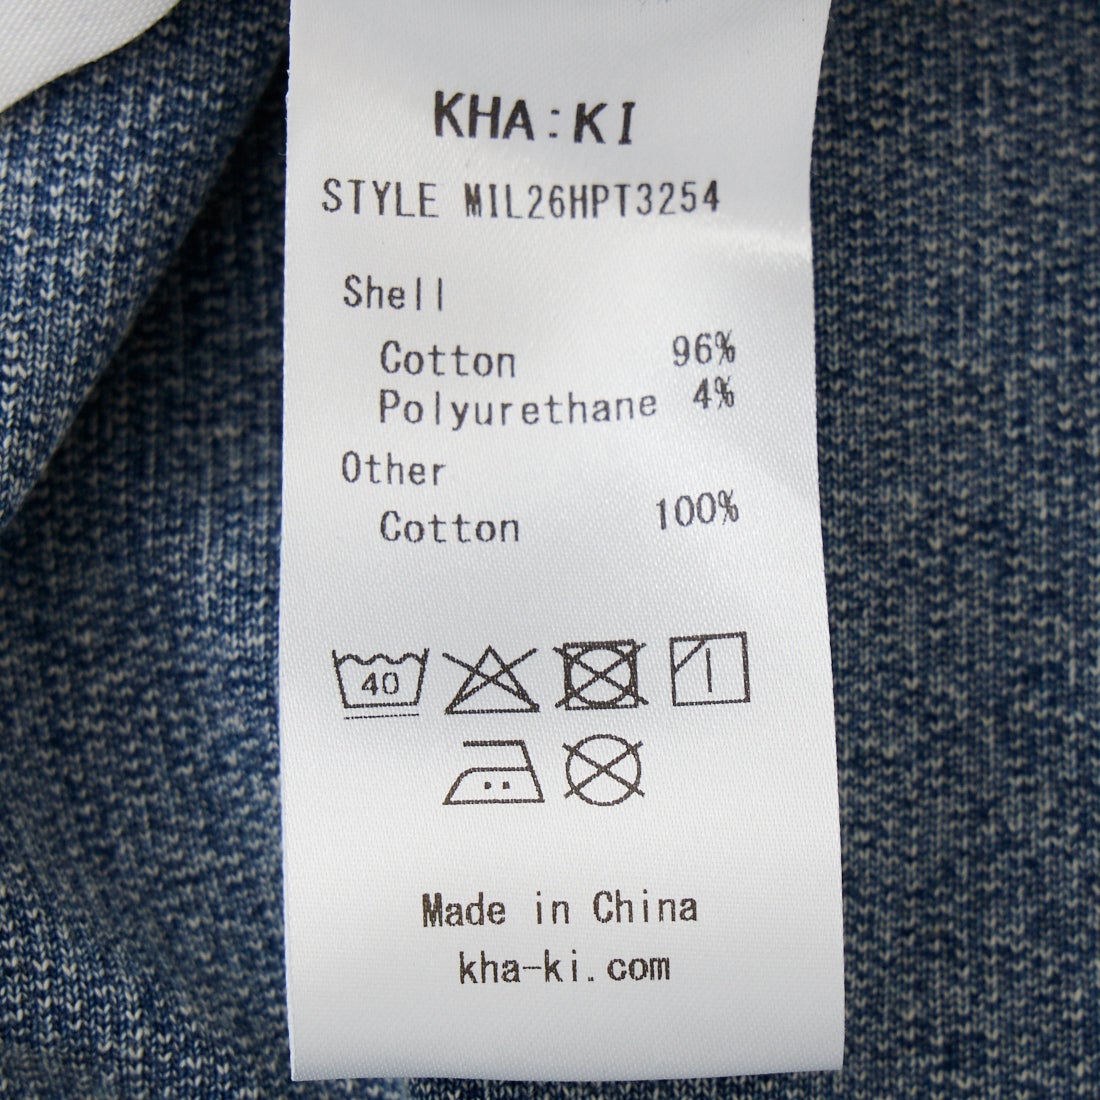 KHA:KI
STYLE MIL26HPT3254
Shell
Cotton 96%
Polyurethane 4%
Other
Cotton 100%
40
Made in China
kha-ki.com